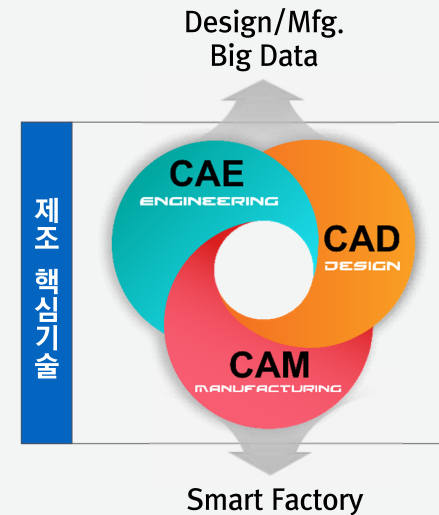 Design/Mfg.
Big Data
제조 핵심기술
CAE
ENGINEERING
CAD
DESIGN
CAM
MANUFACTURING
Smart Factory